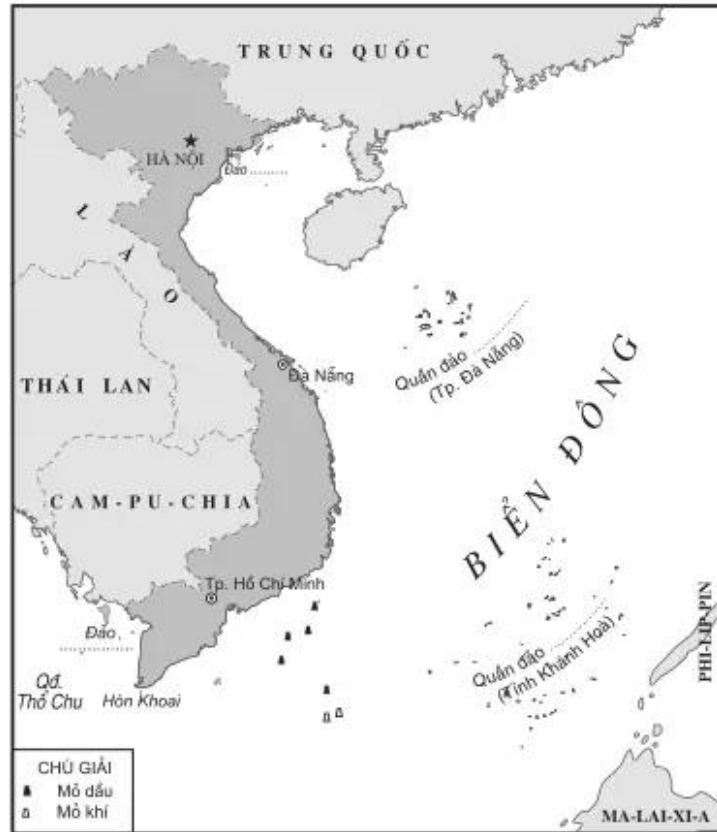 TRUNG QUỐC
HÀ NỘI
Đảo ..........
LÀO
Quần đảo ..........
(Tp. Đà Nẵng)
Đà Nẵng
THÁI LAN
BIỂN ĐÔNG
CAM-PU-CHIA
Tp. Hồ Chí Minh
PHI-LIP-PIN
Đảo
..........
Quần đảo ..........
(Tỉnh Khánh Hoà)
Qđ.
Thổ Chu
Hòn Khoai
CHÚ GIẢI
Mỏ dầu
Mỏ khí
MA-LAI-XI-A